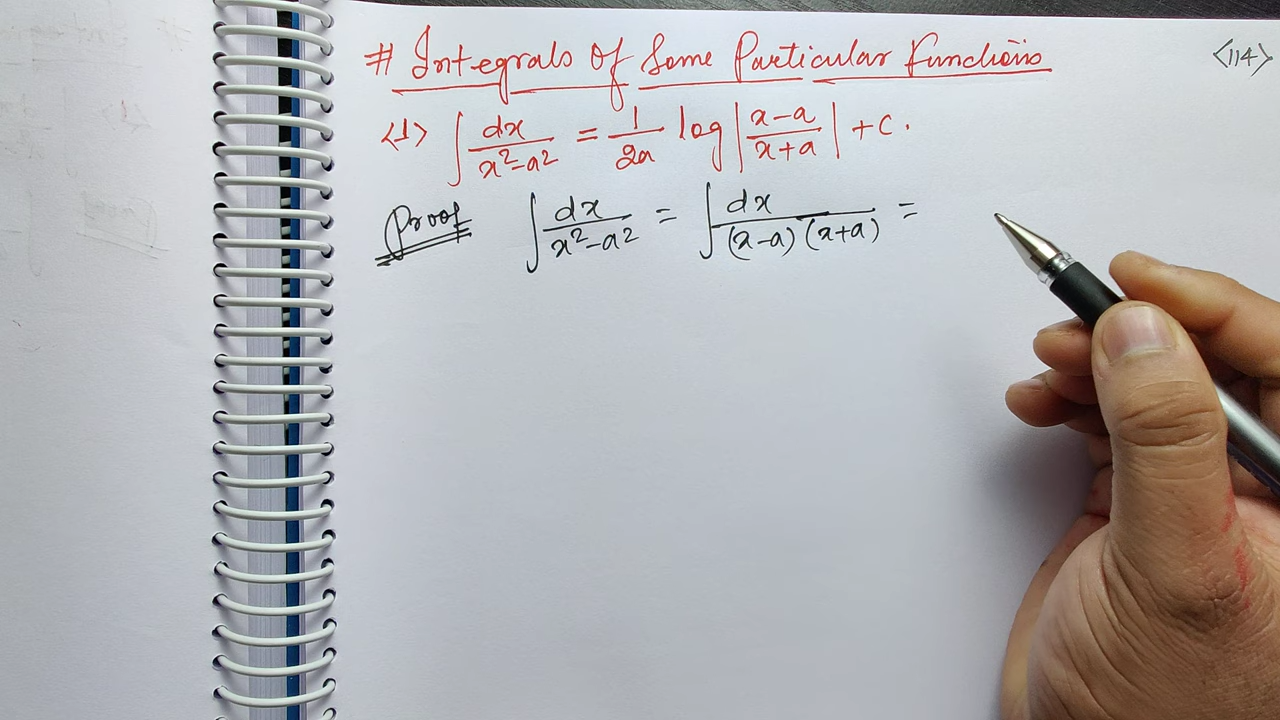 # Integrals Of Some Particular Functions <114>
<1> ∫ dx/(x²-a²) = 1/2a log |(x-a)/(x+a)| + c.
Proof ∫ dx/(x²-a²) = ∫ dx/((x-a)(x+a)) =